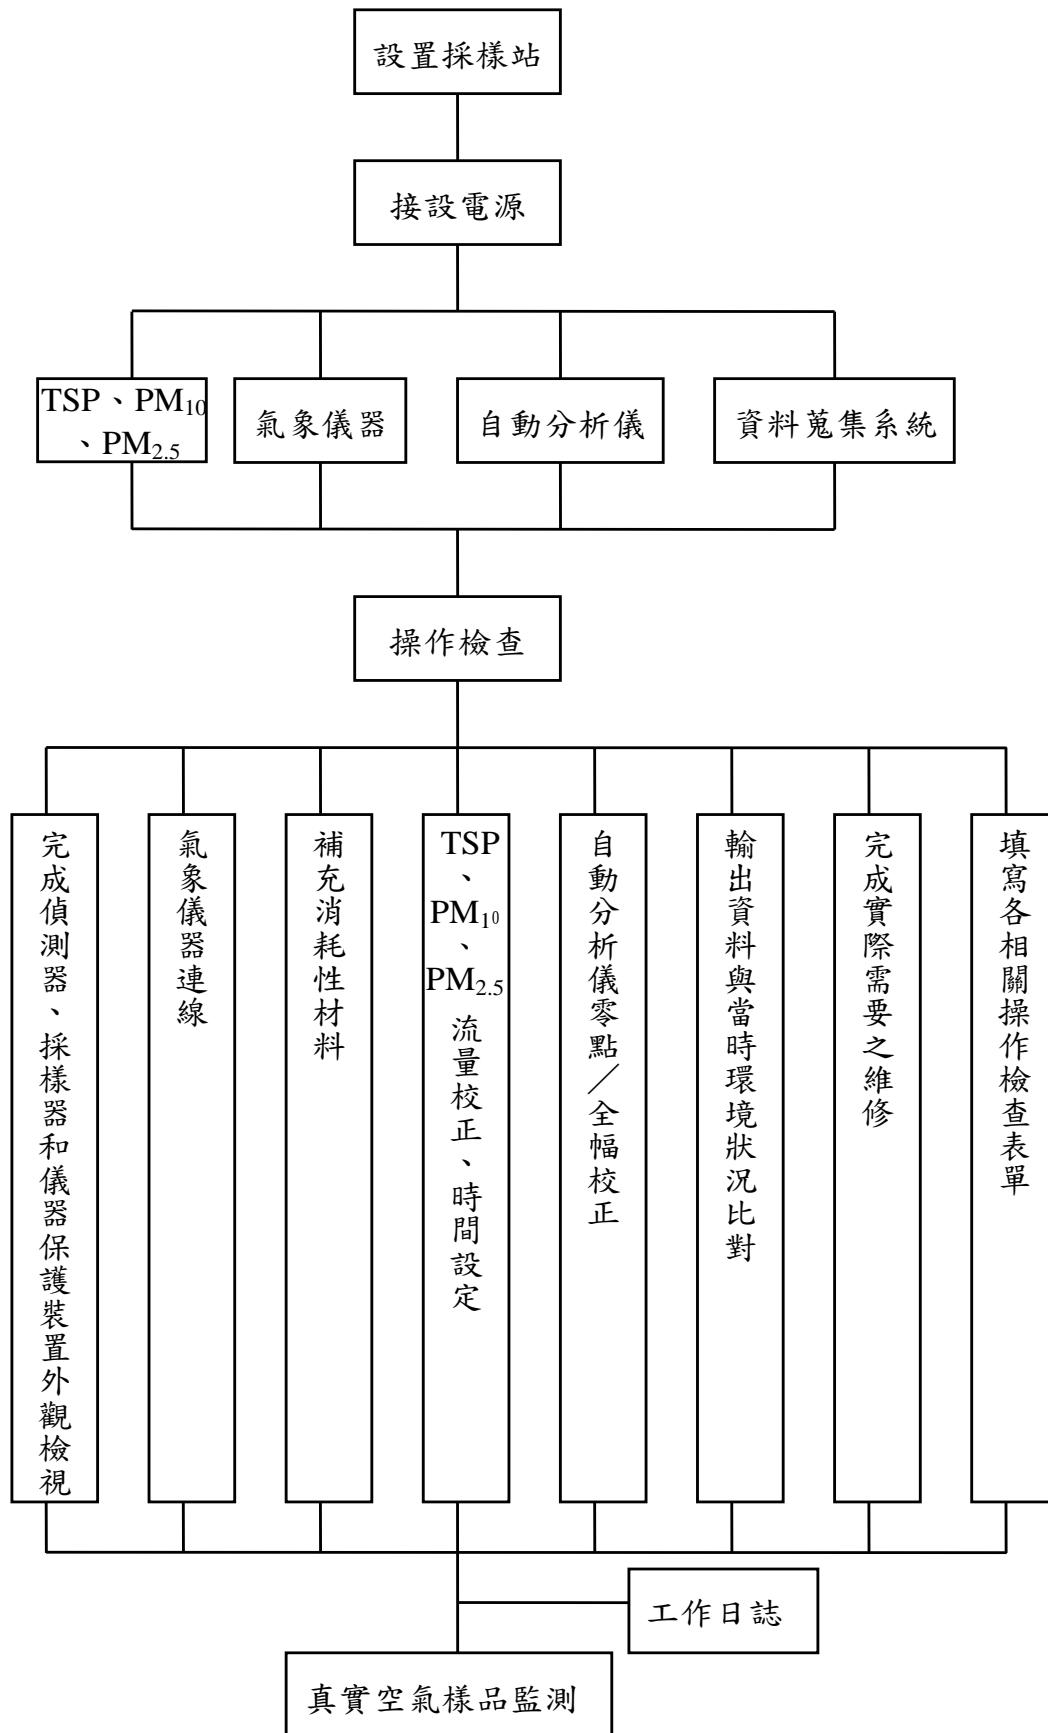 設置採樣站
接設電源
TSP、PM10
、PM2.5
氣象儀器
自動分析儀
資料蒐集系統
操作檢查
完成偵測器、採樣器和儀器保護裝置外觀檢視
氣象儀器連線
補充消耗性材料
TSP
、
PM10
、
PM2.5
流量校正、時間設定
自動分析儀零點／全幅校正
輸出資料與當時環境狀況比對
完成實際需要之維修
填寫各相關操作檢查表單
工作日誌
真實空氣樣品監測